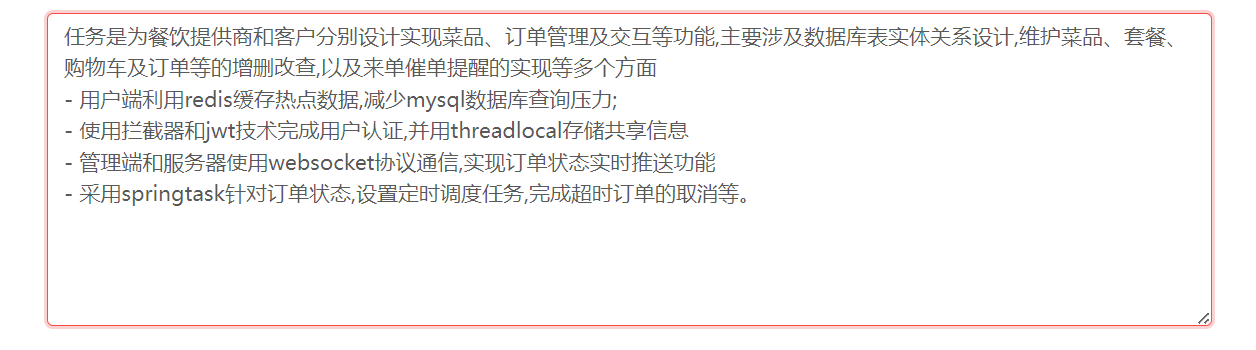 任务是为餐饮提供商和客户分别设计实现菜品、订单管理及交互等功能,主要涉及数据库表实体关系设计,维护菜品、套餐、
购物车及订单等的增删改查,以及来单催单提醒的实现等多个方面
- 用户端利用redis缓存热点数据,减少mysql数据库查询压力;
- 使用拦截器和jwt技术完成用户认证,并用threadlocal存储共享信息
- 管理端和服务器使用websocket协议通信,实现订单状态实时推送功能
- 采用springtask针对订单状态,设置定时调度任务,完成超时订单的取消等。